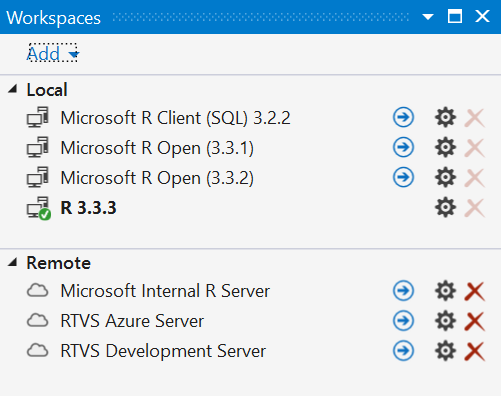 Workspaces
Add
Local
Microsoft R Client (SQL) 3.2.2
Microsoft R Open (3.3.1)
Microsoft R Open (3.3.2)
R 3.3.3
Remote
Microsoft Internal R Server
RTVS Azure Server
RTVS Development Server